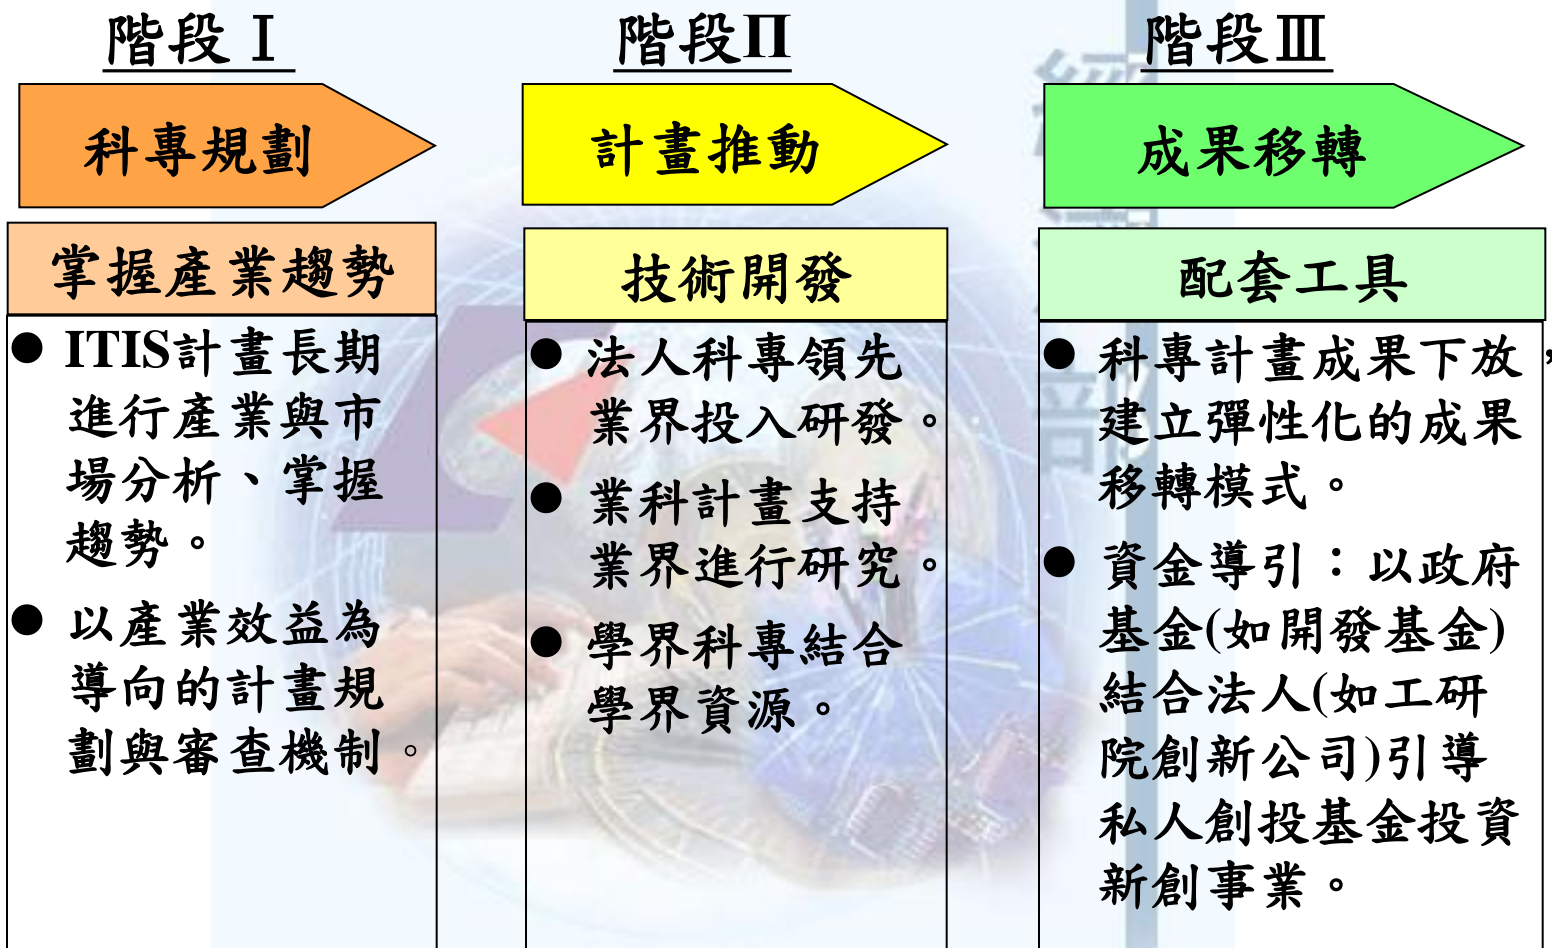 階段Ⅰ
科專規劃
掌握產業趨勢
● ITIS計畫長期
進行產業與市
場分析、掌握
趨勢。
● 以產業效益為
導向的計畫規
劃與審查機制。
階段Π
計畫推動
技術開發
● 法人科專領先
業界投入研發。
● 業科計畫支持
業界進行研究。
● 學界科專結合
學界資源。
階段Ⅲ
成果移轉
配套工具
● 科專計畫成果下放，
建立彈性化的成果
移轉模式。
● 資金導引：以政府
基金(如開發基金)
結合法人(如工研
院創新公司)引導
私人創投基金投資
新創事業。